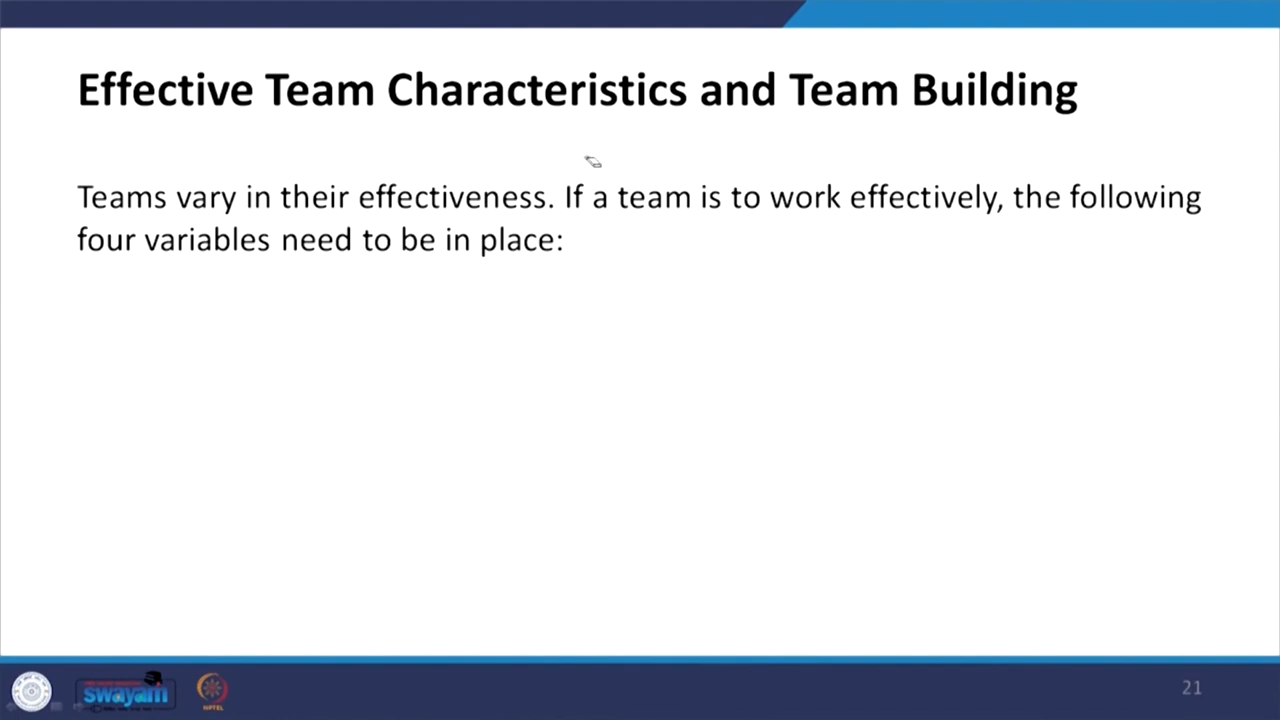 Effective Team Characteristics and Team Building
Teams vary in their effectiveness. If a team is to work effectively, the following
four variables need to be in place:
swayam
NPTEL
21